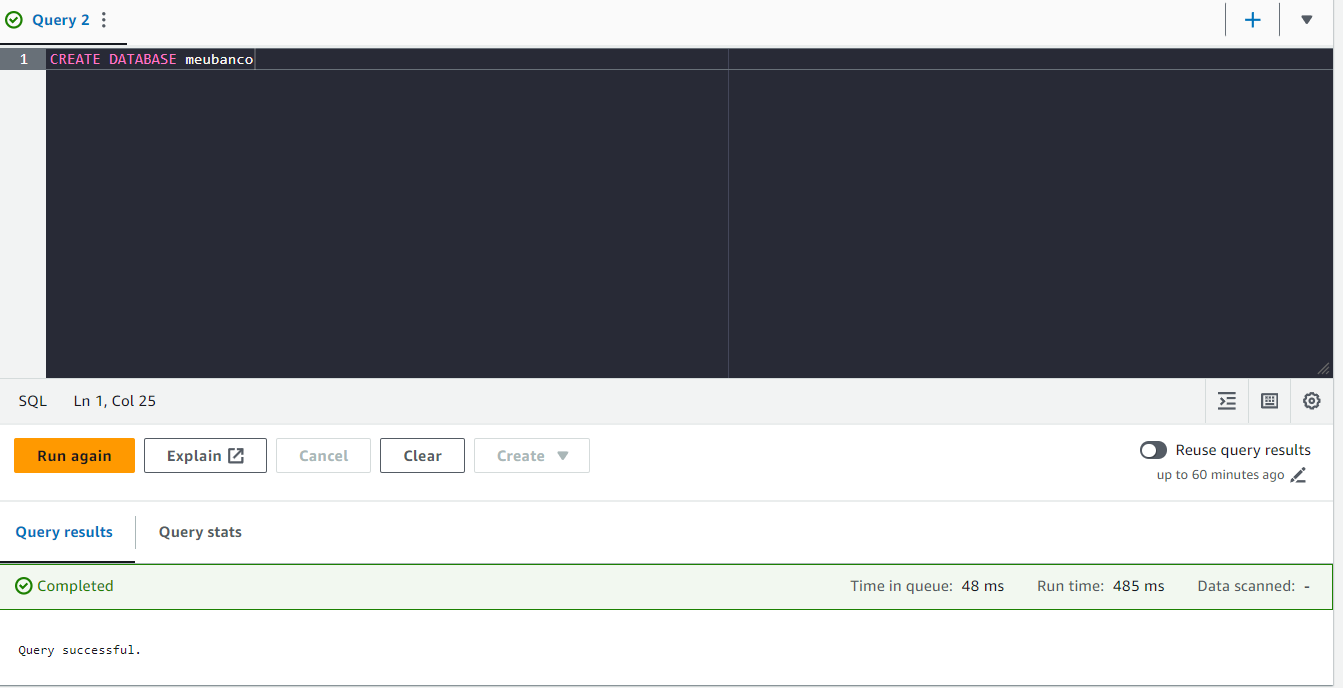 Query 2
1 CREATE DATABASE meubanco
SQL Ln 1, Col 25
Run again Explain Cancel Clear Create Reuse query results
up to 60 minutes ago
Query results Query stats
Completed Time in queue: 48 ms Run time: 485 ms Data scanned: -
Query successful.